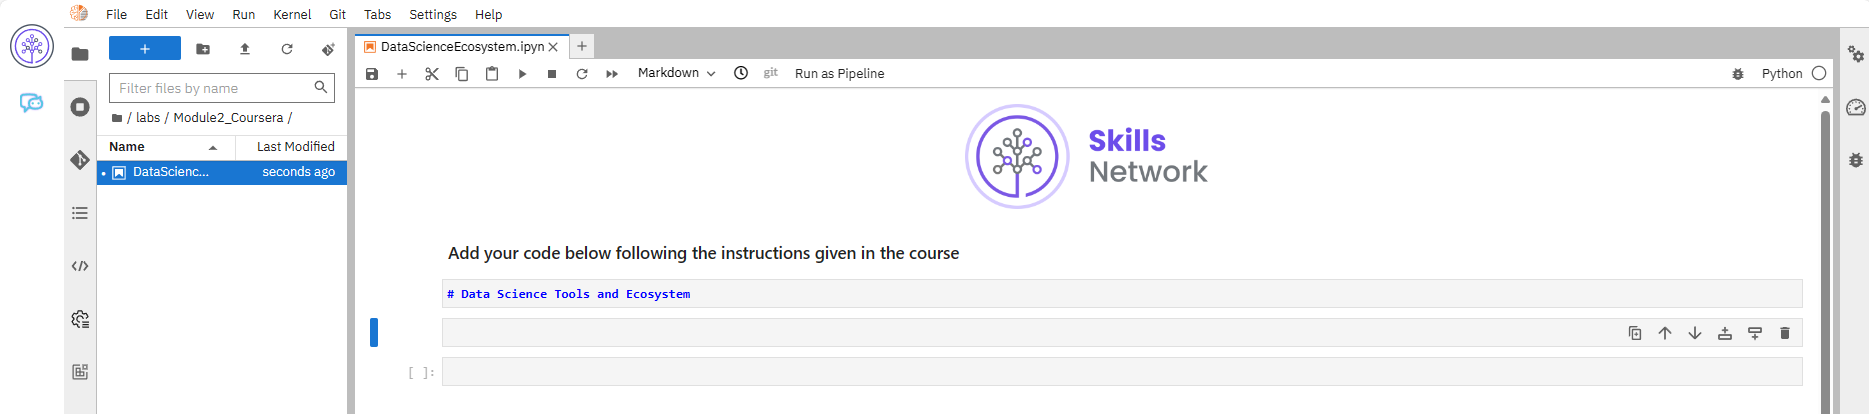 File Edit View Run Kernel Git Tabs Settings Help
+
Filter files by name
/ labs / Module2_Coursera /
Name Last Modified
DataScienc... seconds ago
DataScienceEcosystem.ipyn
Markdown git Run as Pipeline Python
Skills
Network
Add your code below following the instructions given in the course
# Data Science Tools and Ecosystem
[ ]: